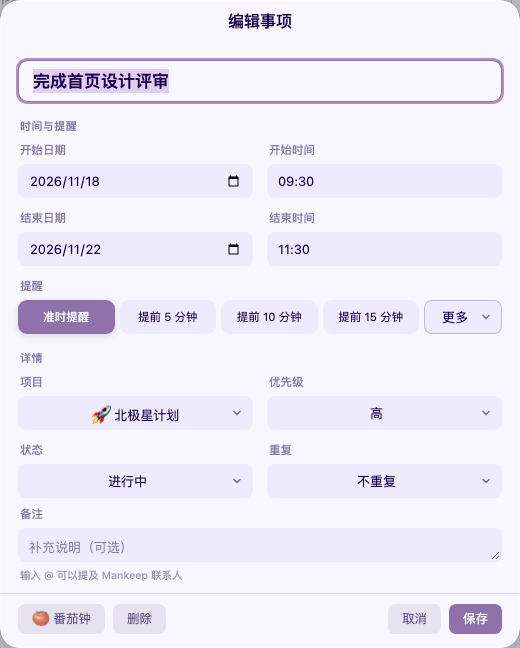 编辑事项
完成首页设计评审
时间与提醒
开始日期 开始时间
2026/11/18 09:30
结束日期 结束时间
2026/11/22 11:30
提醒
准时提醒 提前 5 分钟 提前 10 分钟 提前 15 分钟 更多
详情
项目 优先级
🚀 北极星计划 高
状态 重复
进行中 不重复
备注
补充说明（可选）
输入 @ 可以提及 Mankeep 联系人
🍅 番茄钟 删除 取消 保存